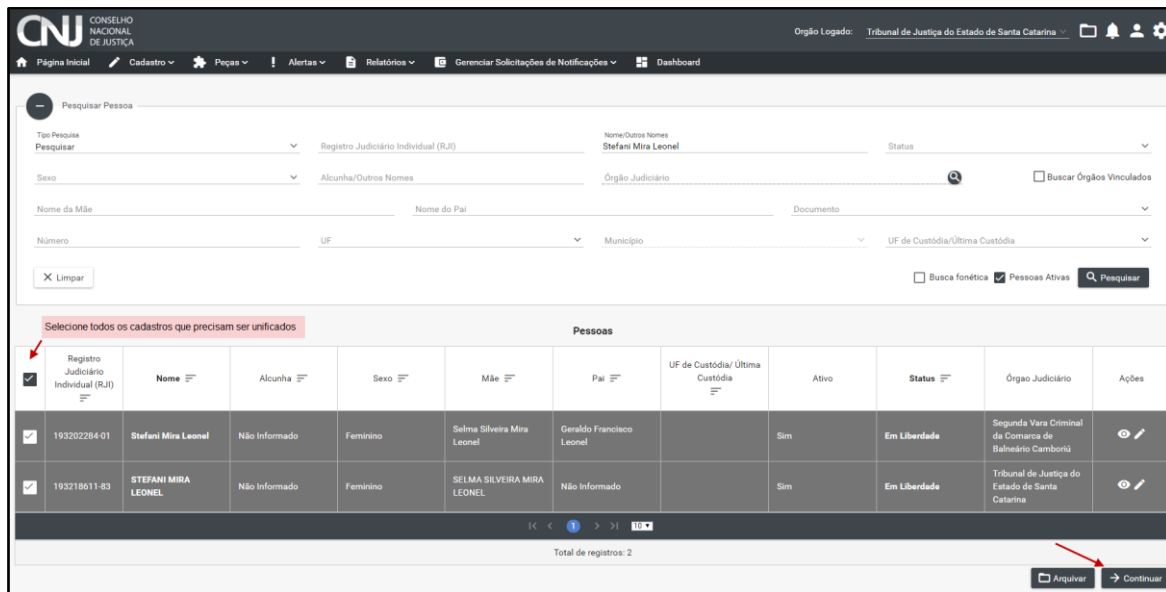 CNJ
CONSELHO
NACIONAL
DE JUSTIÇA
Orgão Logado: Tribunal de Justiça do Estado de Santa Catarina
Página Inicial Cadastro Peças Alertas Relatórios Gerenciar Solicitações de Notificações Dashboard
Pesquisar Pessoa
Tipo Pesquisa
Pesquisar
Registro Judiciário Individual (RJI)
Nome/Outros Nomes
Stefani Mira Leonel
Status
Sexo
Alcunha/Outros Nomes
Órgão Judiciário
Buscar Órgãos Vinculados
Nome da Mãe
Nome do Pai
Documento
Número
UF
Município
UF de Custódia/Última Custódia
Limpar
Busca fonética
Pessoas Ativas
Pesquisar
Selecione todos os cadastros que precisam ser unificados
Pessoas
Registro
Judiciário
Individual (RJI)
Nome
Alcunha
Sexo
Mãe
Pai
UF de Custódia/ Última
Custódia
Ativo
Status
Órgao Judiciário
Ações
193202284-01
Stefani Mira Leonel
Não Informado
Feminino
Selma Silveira Mira
Leonel
Geraldo Francisco
Leonel
Sim
Em Liberdade
Segunda Vara Criminal
da Comarca de
Balneário Camboriú
193218611-83
STEFANI MIRA
LEONEL
Não Informado
Feminino
SELMA SILVEIRA MIRA
LEONEL
Não Informado
Sim
Em Liberdade
Tribunal de Justiça do
Estado de Santa
Catarina
1
10
Total de registros: 2
Arquivar
Continuar